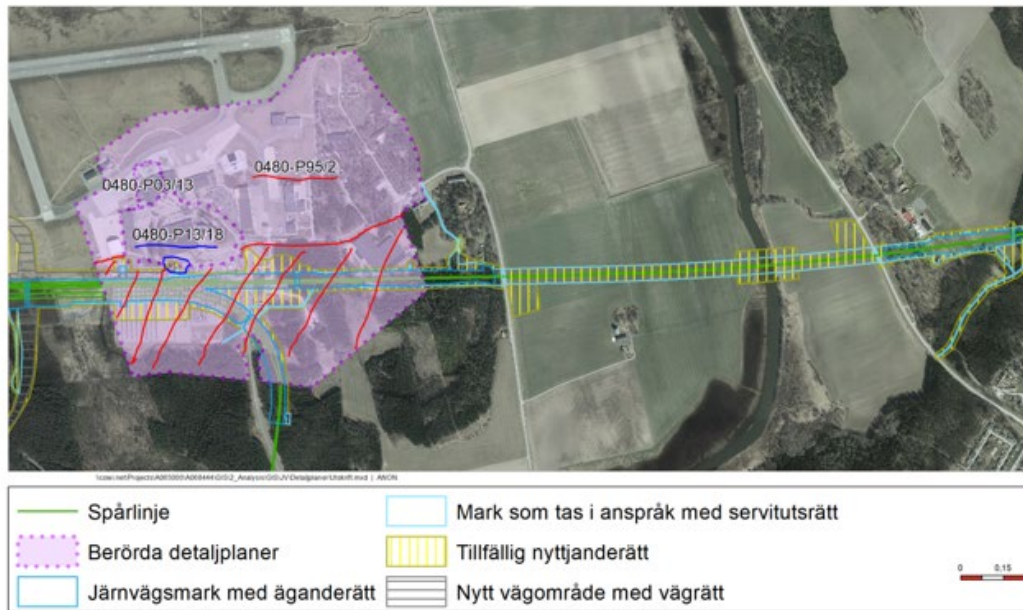 0480-P95/2
0480-P03/13
0480-P13/18
Spårlinje
Berörda detaljplaner
Järnvägsmark med äganderätt
Mark som tas i anspråk med servitutsrätt
Tillfällig nyttjanderätt
Nytt vägområde med vägrätt
0 0,15